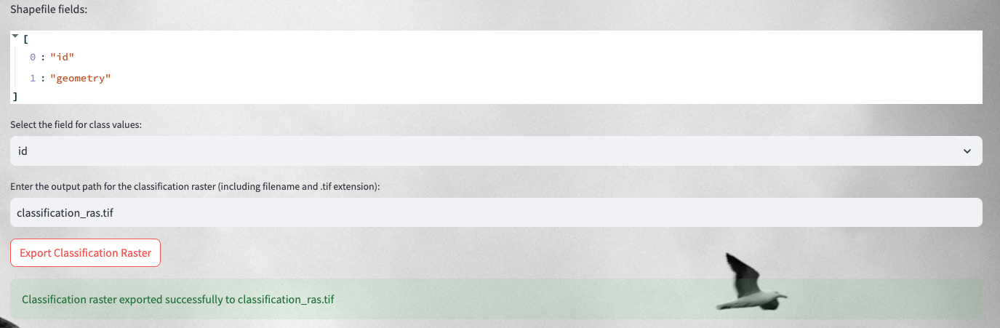 Shapefile fields:
[
0 : "id"
1 : "geometry"
]
Select the field for class values:
id
Enter the output path for the classification raster (including filename and .tif extension):
classification_ras.tif
Export Classification Raster
Classification raster exported successfully to classification_ras.tif